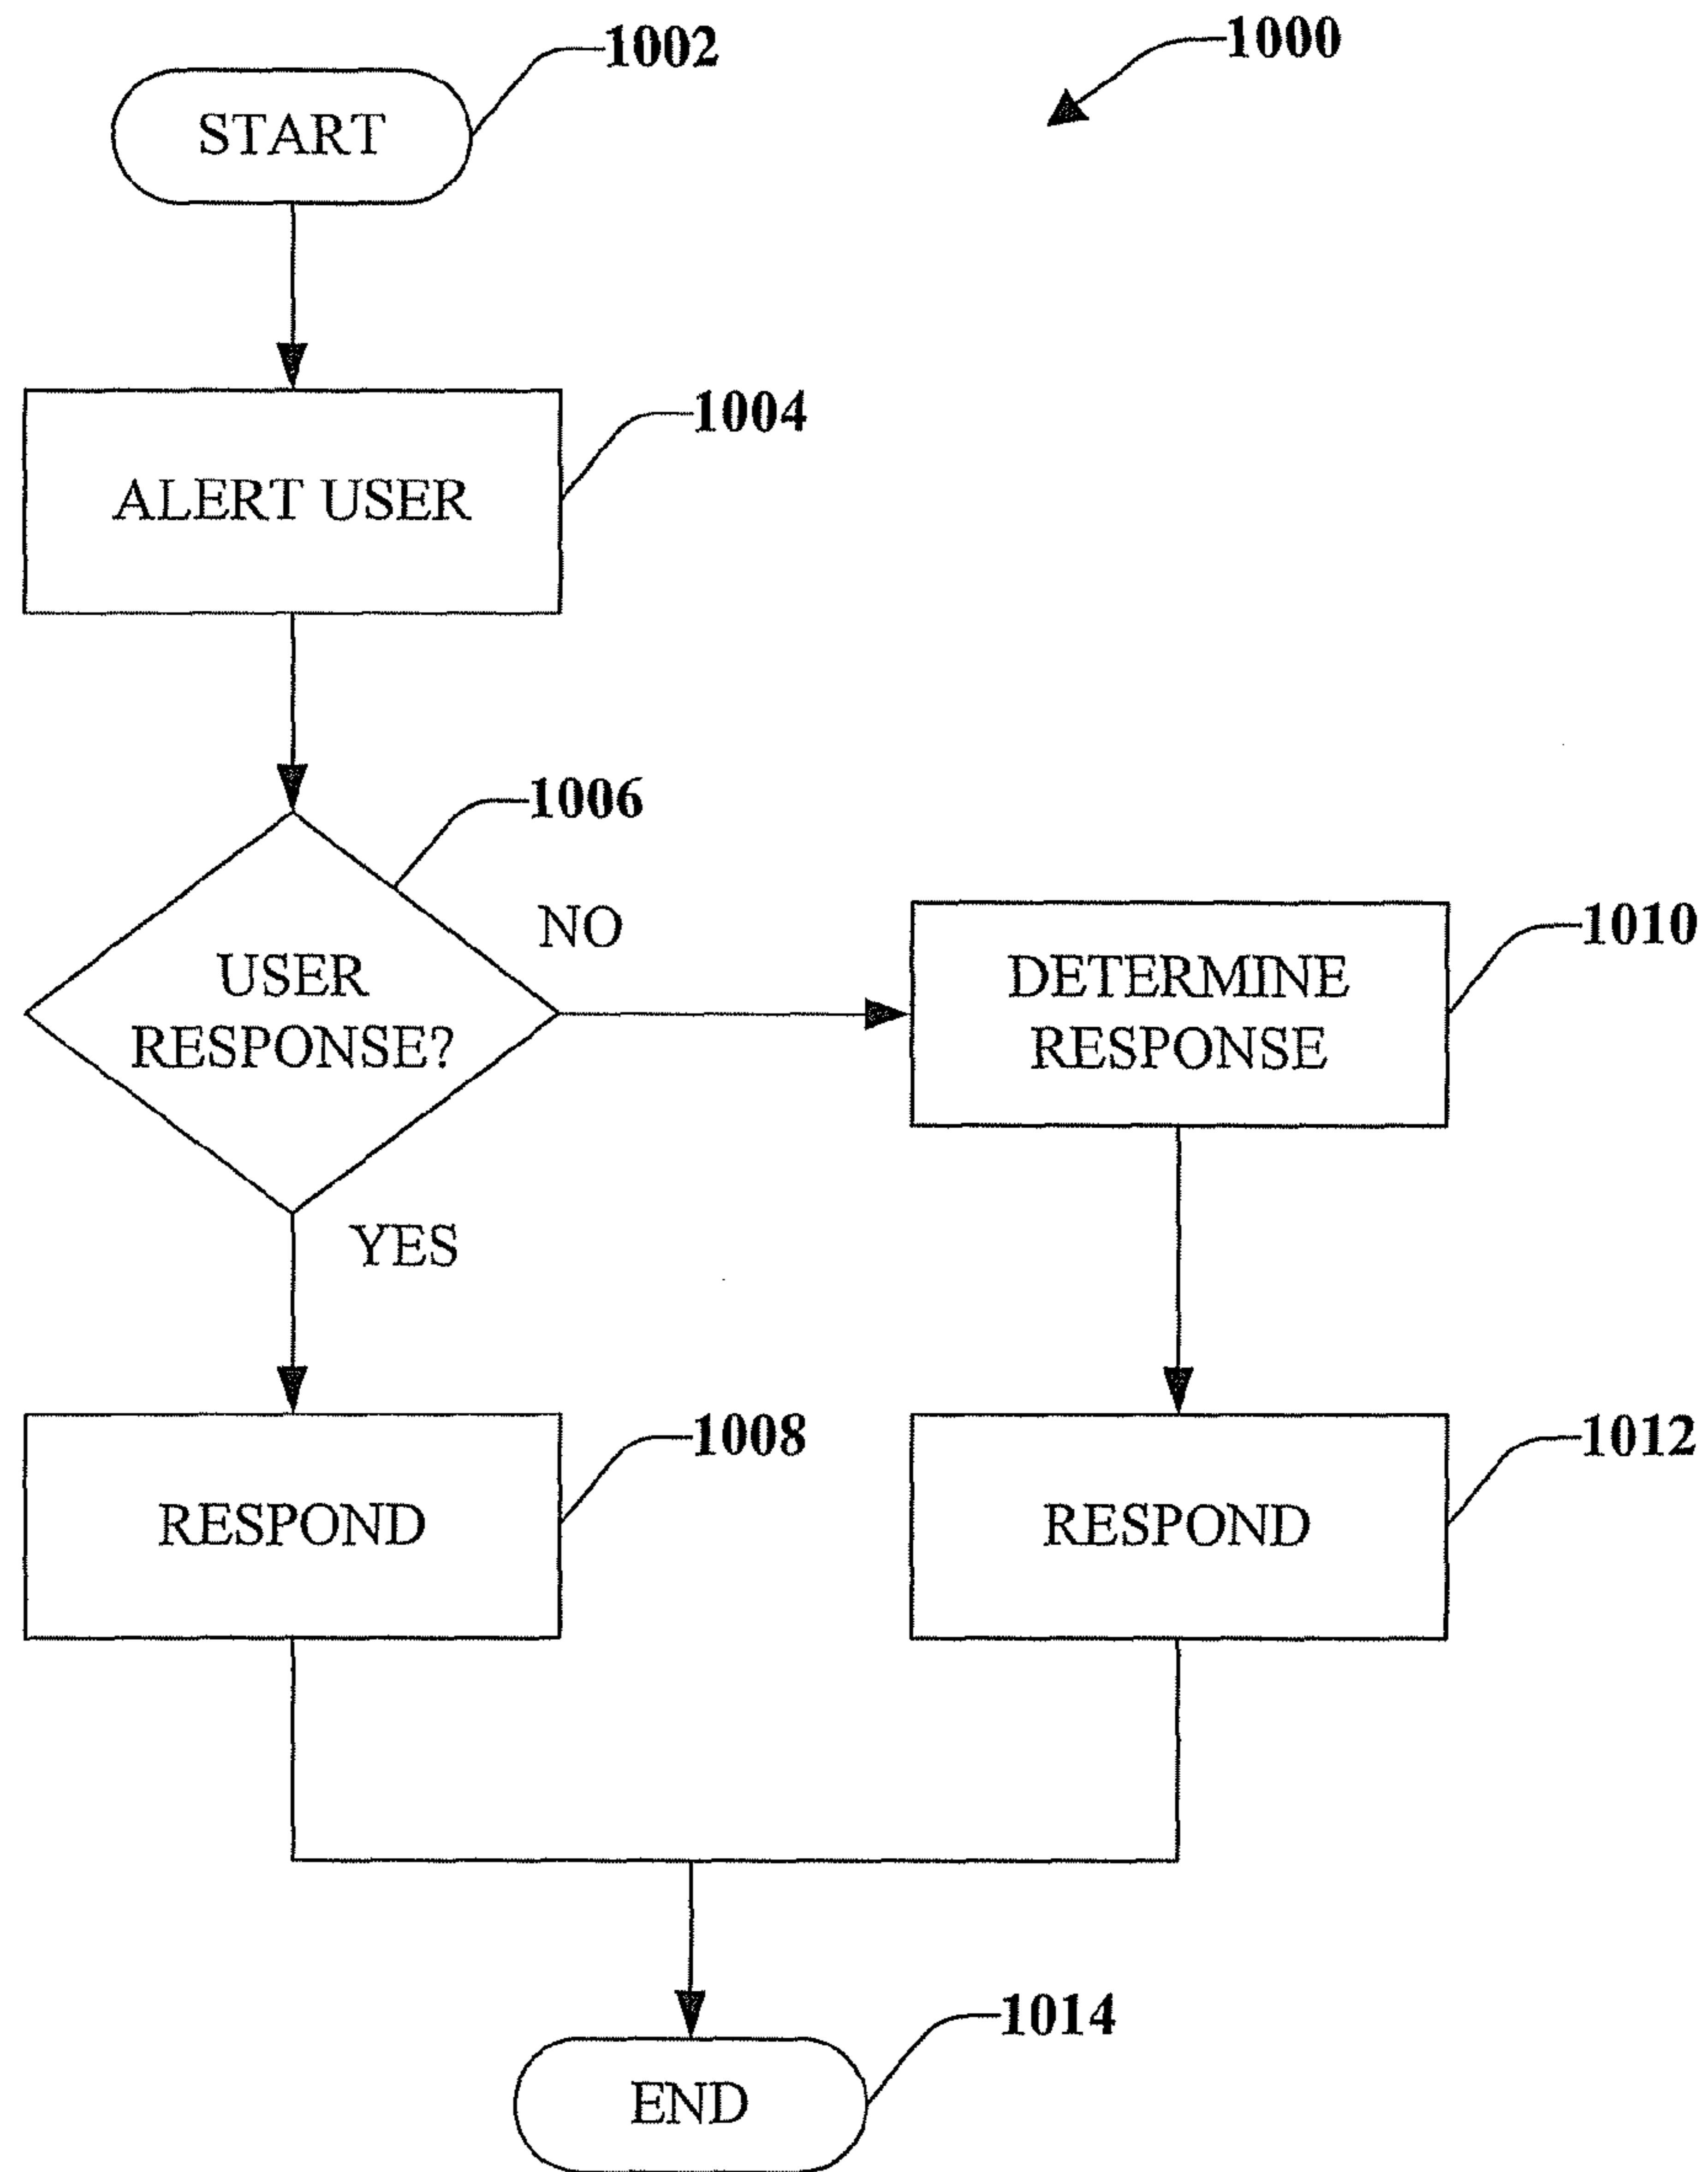 1002
1000
START
1004
ALERT USER
1006
NO
1010
USER
RESPONSE?
DETERMINE
RESPONSE
YES
1008
1012
RESPOND
RESPOND
1014
END